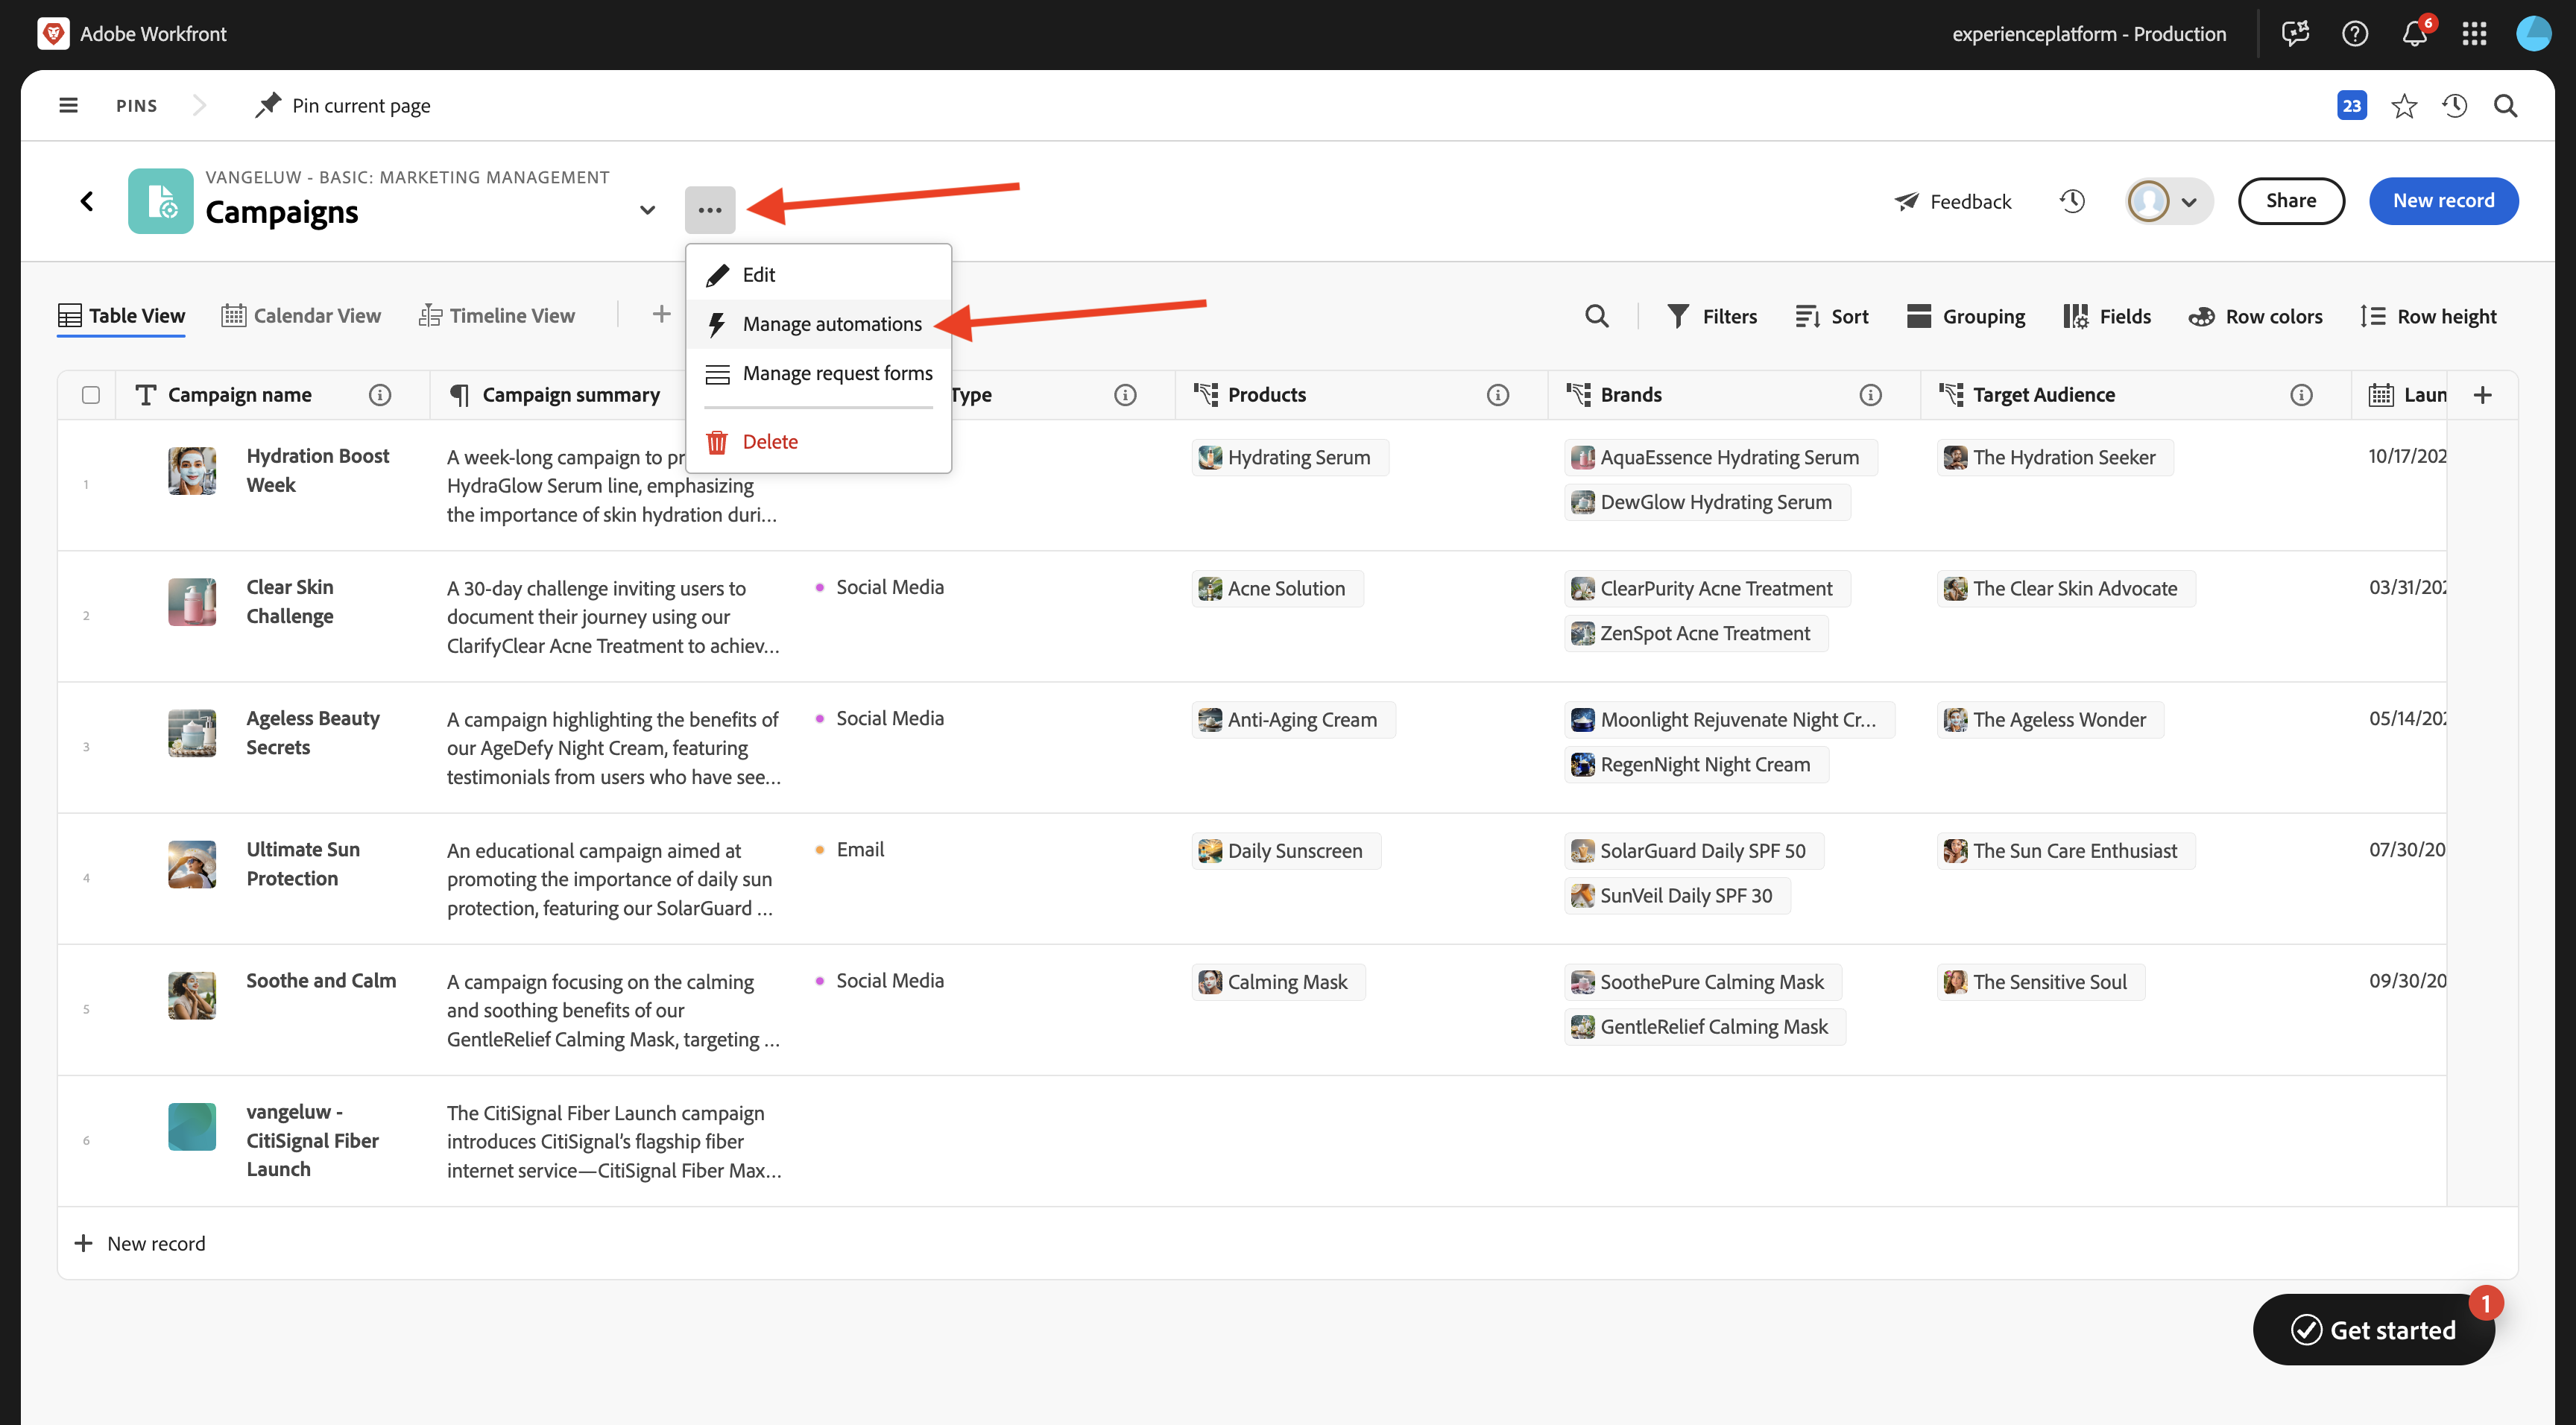 Adobe Workfront
experienceplatform - Production
6
PINS
Pin current page
23
VANGELUW - BASIC: MARKETING MANAGEMENT
Campaigns
Feedback
Share
New record
Edit
Manage automations
Manage request forms
Delete
Table View
Calendar View
Timeline View
Filters
Sort
Grouping
Fields
Row colors
Row height
Campaign name
Campaign summary
Type
Products
Brands
Target Audience
Laun
1
Hydration Boost
Week
A week-long campaign to pr
HydraGlow Serum line, emphasizing
the importance of skin hydration duri...
Hydrating Serum
AquaEssence Hydrating Serum
DewGlow Hydrating Serum
The Hydration Seeker
10/17/202
2
Clear Skin
Challenge
A 30-day challenge inviting users to
document their journey using our
ClarifyClear Acne Treatment to achiev...
Social Media
Acne Solution
ClearPurity Acne Treatment
ZenSpot Acne Treatment
The Clear Skin Advocate
03/31/202
3
Ageless Beauty
Secrets
A campaign highlighting the benefits of
our AgeDefy Night Cream, featuring
testimonials from users who have see...
Social Media
Anti-Aging Cream
Moonlight Rejuvenate Night Cr...
RegenNight Night Cream
The Ageless Wonder
05/14/202
4
Ultimate Sun
Protection
An educational campaign aimed at
promoting the importance of daily sun
protection, featuring our SolarGuard ...
Email
Daily Sunscreen
SolarGuard Daily SPF 50
SunVeil Daily SPF 30
The Sun Care Enthusiast
07/30/20
5
Soothe and Calm
A campaign focusing on the calming
and soothing benefits of our
GentleRelief Calming Mask, targeting ...
Social Media
Calming Mask
SoothePure Calming Mask
GentleRelief Calming Mask
The Sensitive Soul
09/30/20
6
vangeluw -
CitiSignal Fiber
Launch
The CitiSignal Fiber Launch campaign
introduces CitiSignal's flagship fiber
internet service—CitiSignal Fiber Max...
New record
1
Get started